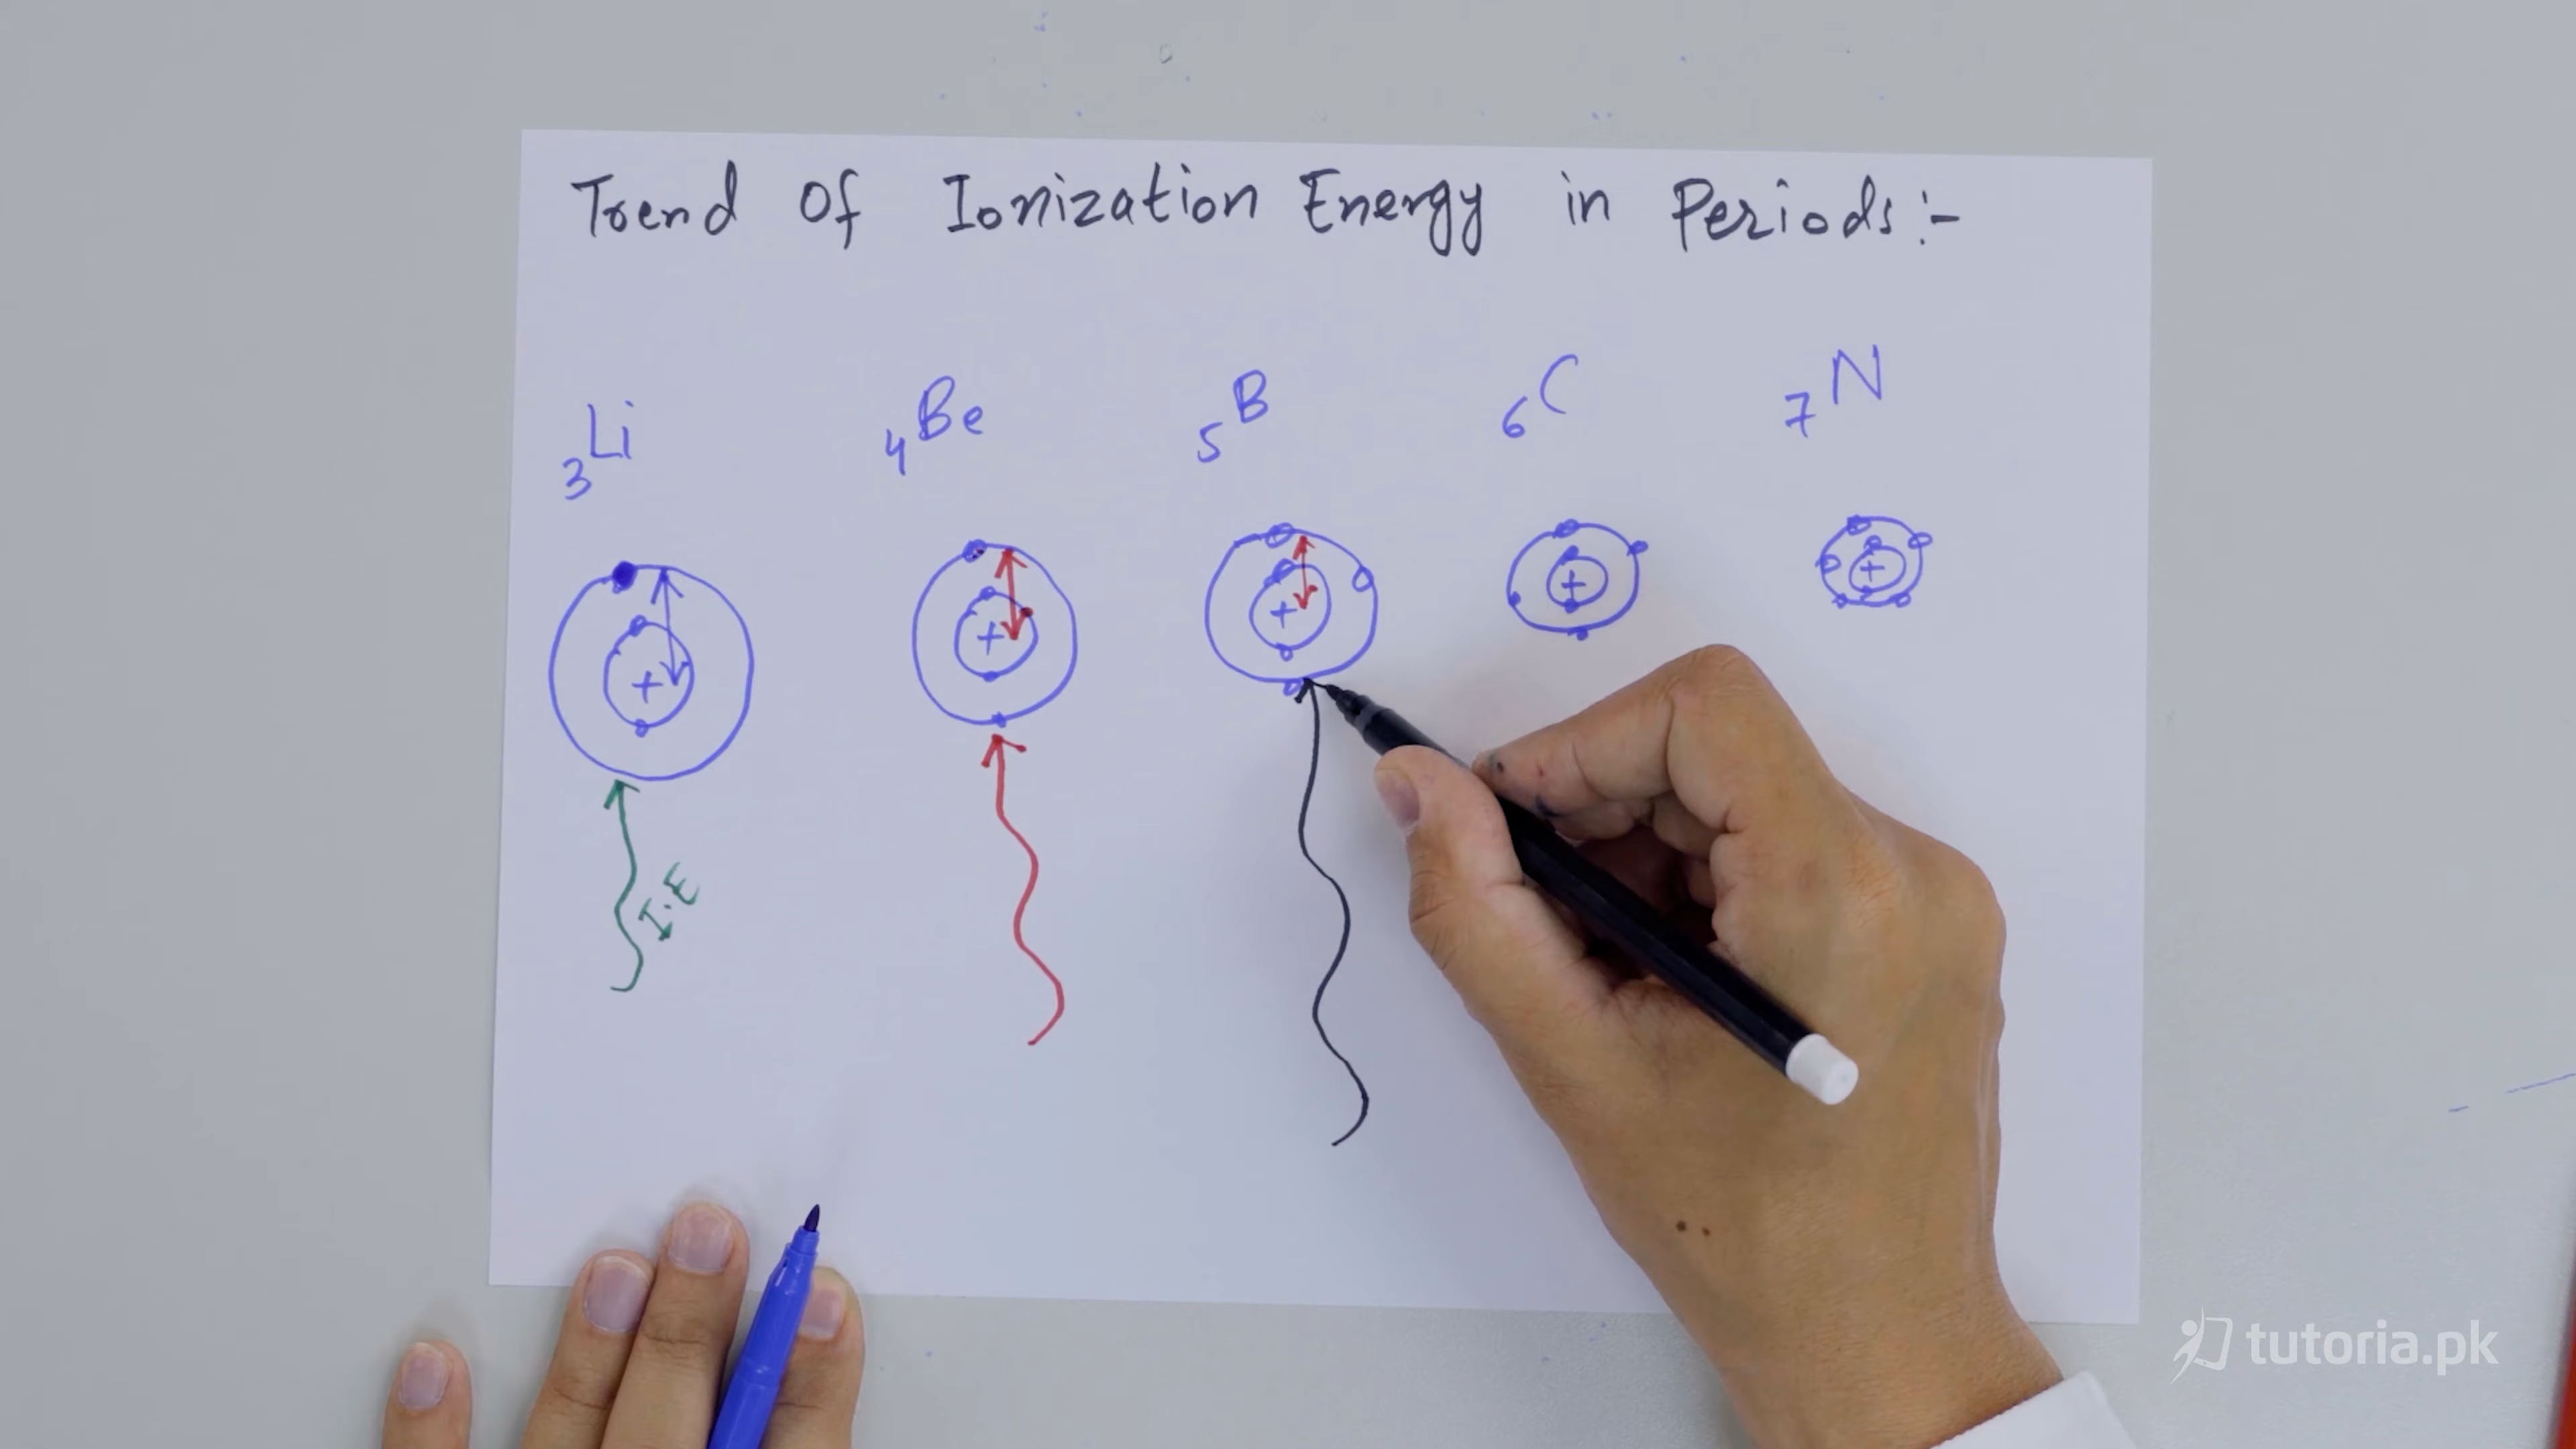 Trend Of Ionization Energy in Periods:-
3Li 4Be 5B 6C 7N
+ + + + +
I.E
tutoria.pk